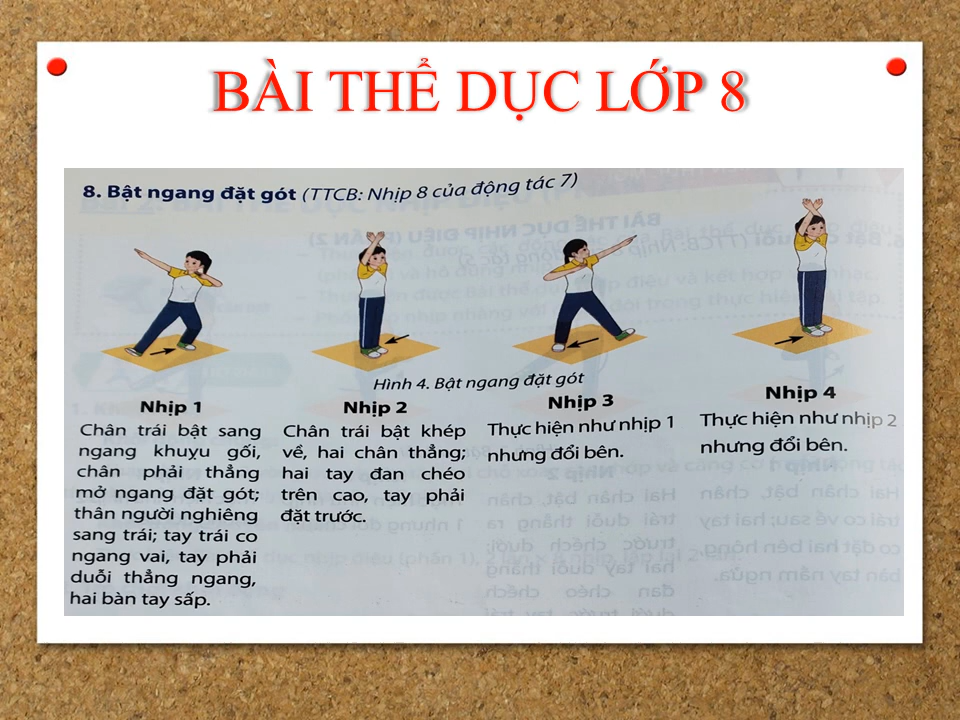 BÀI THỂ DỤC LỚP 8
8. Bật ngang đặt gót (TTCB: Nhịp 8 của động tác 7)
Hình 4. Bật ngang đặt gót
Nhịp 1
Chân trái bật sang
ngang khuỵu gối,
chân phải thẳng
mở ngang đặt gót;
thân người nghiêng
sang trái; tay trái co
ngang vai, tay phải
duỗi thẳng ngang,
hai bàn tay sấp.
Nhịp 2
Chân trái bật khép
về, hai chân thẳng;
hai tay đan chéo
trên cao, tay phải
đặt trước.
Nhịp 3
Thực hiện như nhịp 1
nhưng đổi bên.
Nhịp 4
Thực hiện như nhịp 2
nhưng đổi bên.